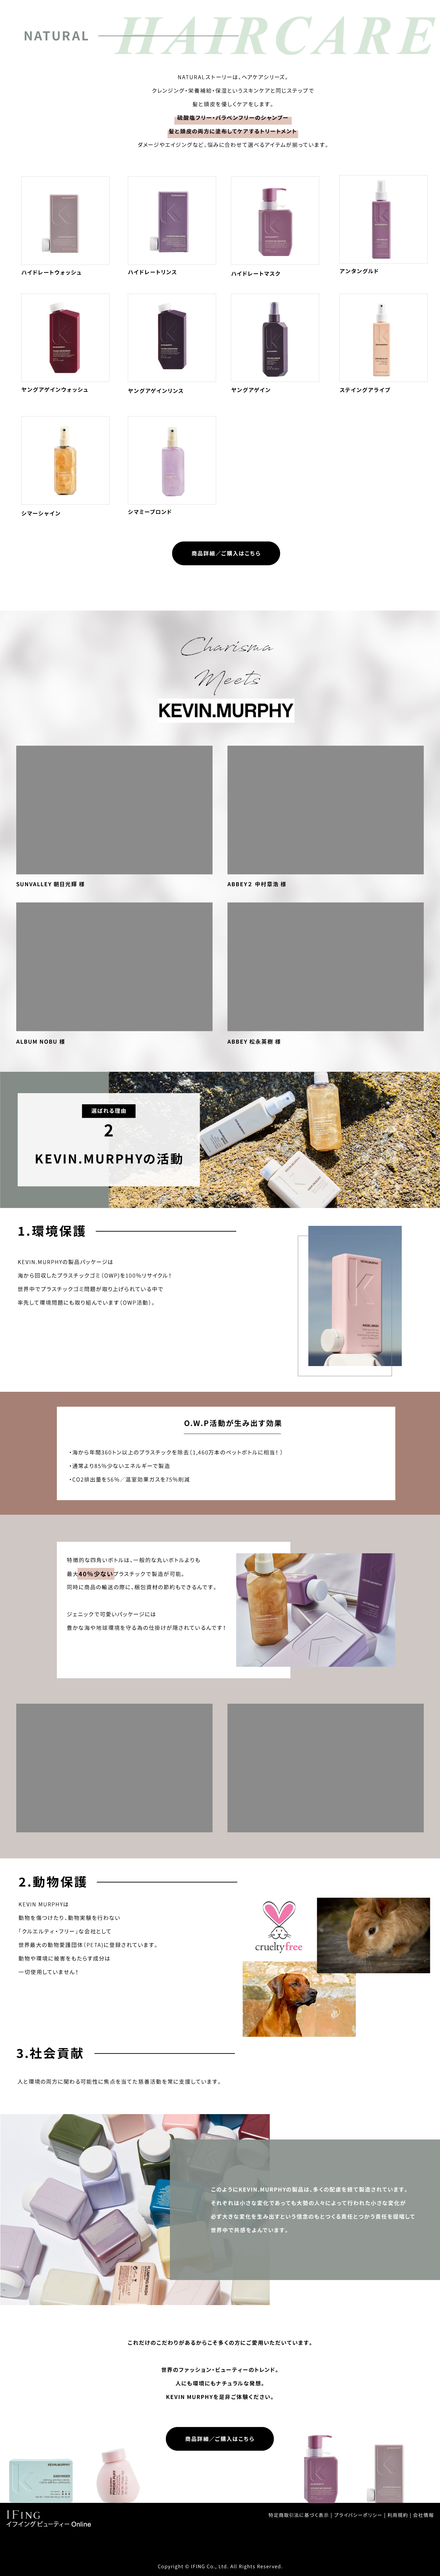 NATURAL
HAIRCARE
NATURALストーリーは、ヘアケアシリーズ。
クレンジング・栄養補給・保湿というスキンケアと同じステップで
髪と頭皮を優しくケアをします。
硫酸塩フリー・パラベンフリーのシャンプー
髪と頭皮の両方に塗布してケアするトリートメント
ダメージやエイジングなど、悩みに合わせて選べるアイテムが揃っています。
ハイドレートウォッシュ
ハイドレートリンス
ハイドレートマスク
アンタングルド
ヤングアゲインウォッシュ
ヤングアゲインリンス
ヤングアゲイン
ステイングアライブ
シマーシャイン
シマミーブロンド
商品詳細／ご購入はこちら
Charisma
Meets
KEVIN.MURPHY
SUNVALLEY 朝日光輝 様
ABBEY2 中村章浩 様
ALBUM NOBU 様
ABBEY 松永英樹 様
選ばれる理由
2
KEVIN.MURPHYの活動
1.環境保護
KEVIN.MURPHYの製品パッケージは
海から回収したプラスチックゴミ（OWP)を100％リサイクル！
世界中でプラスチックゴミ問題が取り上げられている中で
率先して環境問題にも取り組んでいます（OWP活動）。
O.W.P活動が生み出す効果
・海から年間360トン以上のプラスチックを除去（1,460万本のペットボトルに相当！）
・通常より85％少ないエネルギーで製造
・CO2排出量を56％／温室効果ガスを75％削減
特徴的な四角いボトルは、一般的な丸いボトルよりも
最大40％少ないプラスチックで製造が可能。
同時に商品の輸送の際に、梱包資材の節約もできるんです。
ジェニックで可愛いパッケージには
豊かな海や地球環境を守る為の仕掛けが隠されているんです！
2.動物保護
KEVIN MURPHYは
動物を傷つけたり、動物実験を行わない
「クルエルティ・フリー」な会社として
世界最大の動物愛護団体（PETA)に登録されています。
動物や環境に被害をもたらす成分は
一切使用していません！
crueltyfree
3.社会貢献
人と環境の両方に関わる可能性に焦点を当てた慈善活動を常に支援しています。
このようにKEVIN.MURPHYの製品は、多くの配慮を経て製造されています。
それぞれは小さな変化であっても大勢の人々によって行われた小さな変化が
必ず大きな変化を生み出すという信念のもとつくる責任とつかう責任を提唱して
世界中で共感をよんでいます。
これだけのこだわりがあるからこそ多くの方にご愛用いただいています。
世界のファッション・ビューティーのトレンド。
人にも環境にもナチュラルな発想。
KEVIN MURPHYを是非ご体験ください。
商品詳細／ご購入はこちら
IFING
イフイング ビューティー Online
特定商取引法に基づく表示 | プライバシーポリシー | 利用規約 | 会社情報
Copyright © IFING Co., Ltd. All Rights Reserved.